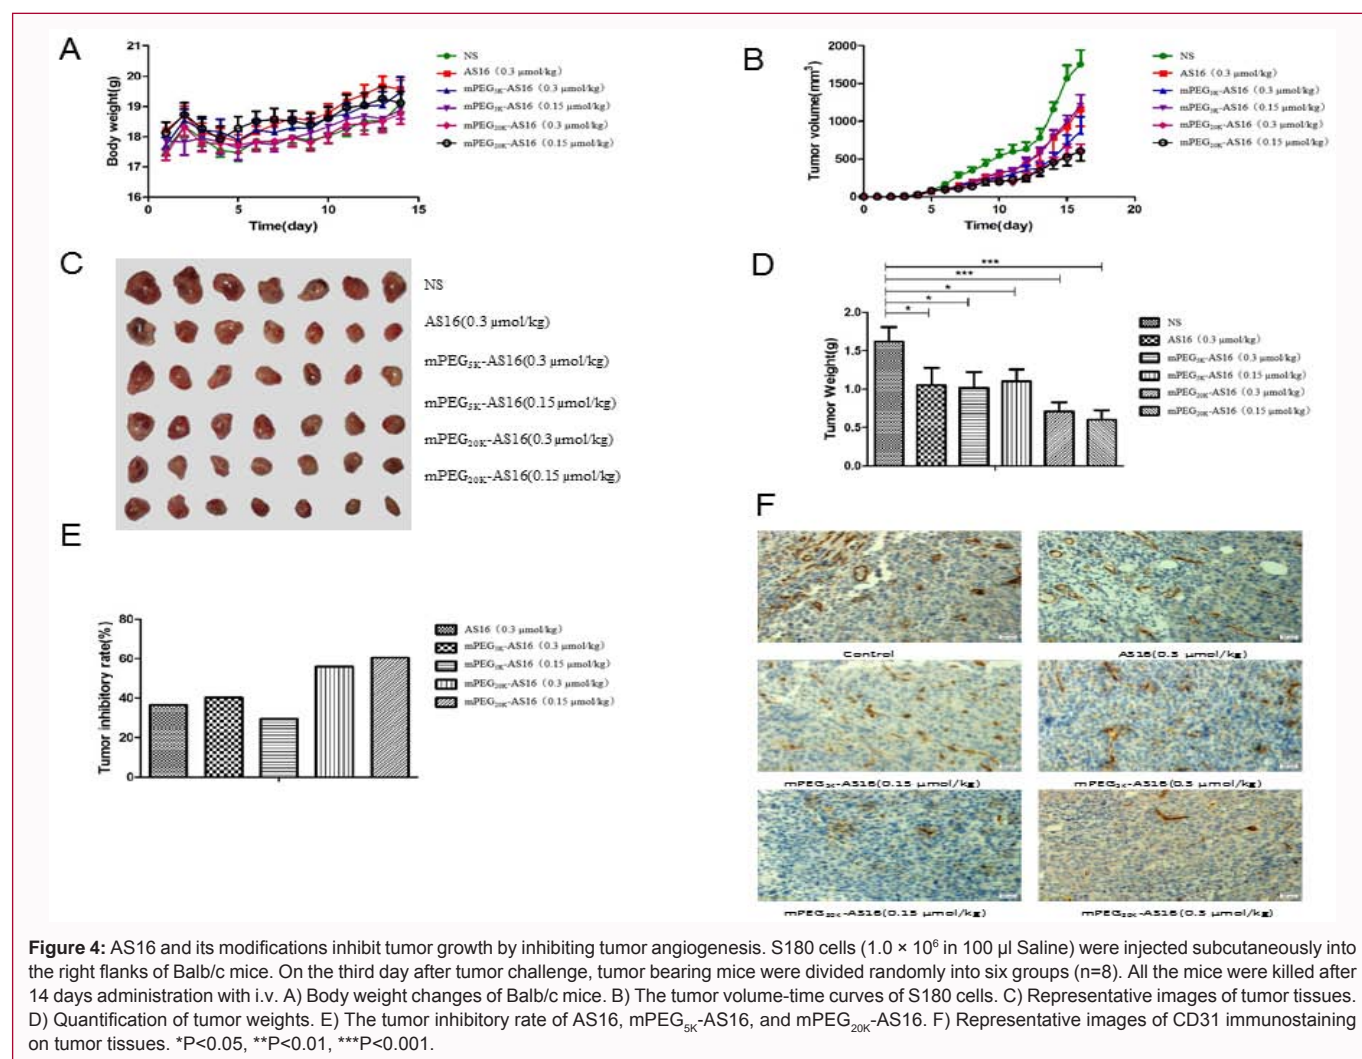 A
21
20
19
18
17
16
Body weight(g)
0
5
10
15
Time(day)
NS
AS16 (0.3 μmol/kg)
mPEG5K-AS16 (0.3 μmol/kg)
mPEG5K-AS16 (0.15 μmol/kg)
mPEG20K-AS16 (0.3 μmol/kg)
mPEG20K-AS16 (0.15 μmol/kg)
B
2000
1500
1000
500
0
Tumor volume(mm3)
0
5
10
15
20
Time(day)
NS
AS16 (0.3 μmol/kg)
mPEG5K-AS16 (0.3 μmol/kg)
mPEG5K-AS16 (0.15 μmol/kg)
mPEG20K-AS16 (0.3 μmol/kg)
mPEG20K-AS16 (0.15 μmol/kg)
C
NS
AS16(0.3 μmol/kg)
mPEG5K-AS16(0.3 μmol/kg)
mPEG5K-AS16(0.15 μmol/kg)
mPEG20K-AS16(0.3 μmol/kg)
mPEG20K-AS16(0.15 μmol/kg)
D
***
***
*
*
*
2.0
1.5
1.0
0.5
0.0
Tumor Weight(g)
NS
AS16 (0.3 μmol/kg)
mPEG5K-AS16 (0.3 μmol/kg)
mPEG5K-AS16 (0.15 μmol/kg)
mPEG20K-AS16 (0.3 μmol/kg)
mPEG20K-AS16 (0.15 μmol/kg)
E
80
60
40
20
0
Tumor inhibitory rate(%)
AS16 (0.3 μmol/kg)
mPEG5K-AS16 (0.3 μmol/kg)
mPEG5K-AS16 (0.15 μmol/kg)
mPEG20K-AS16 (0.3 μmol/kg)
mPEG20K-AS16 (0.15 μmol/kg)
F
Control
AS16(0.3 μmol/kg)
mPEG5K-AS16(0.15 μmol/kg)
mPEG5K-AS16(0.3 μmol/kg)
mPEG20K-AS16(0.15 μmol/kg)
mPEG20K-AS16(0.3 μmol/kg)
Figure 4: AS16 and its modifications inhibit tumor growth by inhibiting tumor angiogenesis. S180 cells (1.0 × 10⁶ in 100 μl Saline) were injected subcutaneously into
the right flanks of Balb/c mice. On the third day after tumor challenge, tumor bearing mice were divided randomly into six groups (n=8). All the mice were killed after
14 days administration with i.v. A) Body weight changes of Balb/c mice. B) The tumor volume-time curves of S180 cells. C) Representative images of tumor tissues.
D) Quantification of tumor weights. E) The tumor inhibitory rate of AS16, mPEG5K-AS16, and mPEG20K-AS16. F) Representative images of CD31 immunostaining
on tumor tissues. *P<0.05, **P<0.01, ***P<0.001.